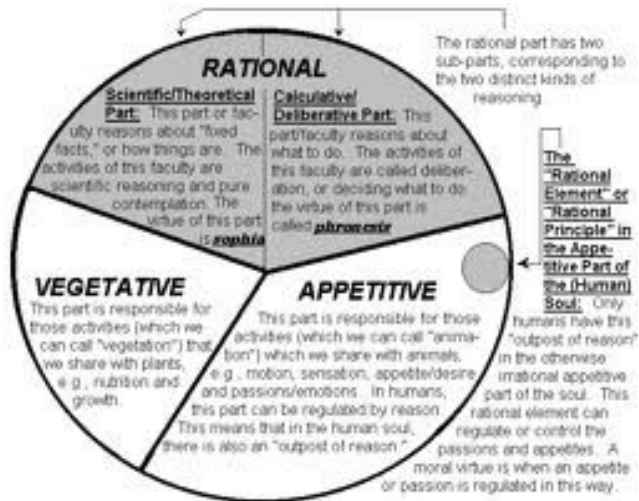 The rational part has two
sub-parts, corresponding to
the two distinct kinds of
reasoning.
RATIONAL
Scientific/Theoretical
Part: This part or fac-
ulty reasons about "fixed
facts," or how things are. The
activities of this faculty are
scientific reasoning and pure
contemplation. The
virtue of this part
is sophia
Calculative/
Deliberative Part: This
part/faculty reasons about
what to do. The activities of
this faculty are called deliber-
ation, or deciding what to do
the virtue of this part is
called phronesis
VEGETATIVE
This part is responsible for
those activities (which we
can call "vegetation") that
we share with plants,
e.g., nutrition and
growth.
APPETITIVE
This part is responsible for those
activities (which we can call "anima-
tion") which we share with animals,
e.g., motion, sensation, appetite/desire
and passions/emotions. In humans,
this part can be regulated by reason.
This means that in the human soul,
there is also an "outpost of reason."
The
"Rational
Element" or
"Rational
Principle" in
the Appe-
titive Part of
the (Human)
Soul: Only
humans have this
"outpost of reason"
in the otherwise
irrational appetitive
part of the soul. This
rational element can
regulate or control the
passions and appetites. A
moral virtue is when an appetite
or passion is regulated in this way.